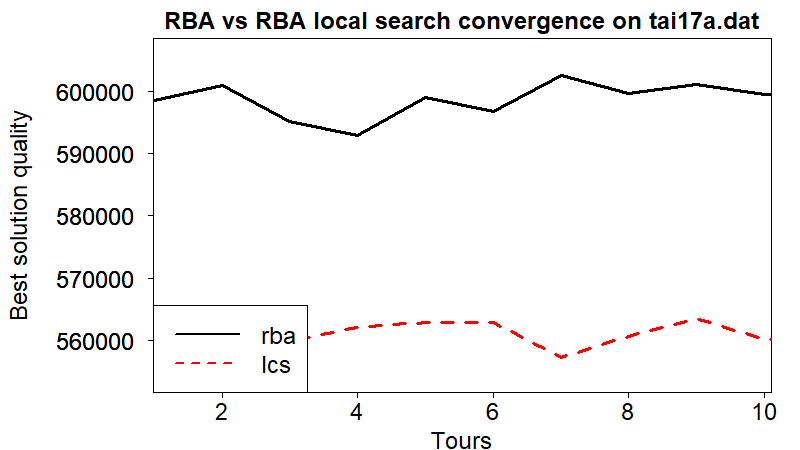 RBA vs RBA local search convergence on tai17a.dat
Best solution quality
600000
590000
580000
570000
560000
rba
lcs
2
4
6
8
10
Tours